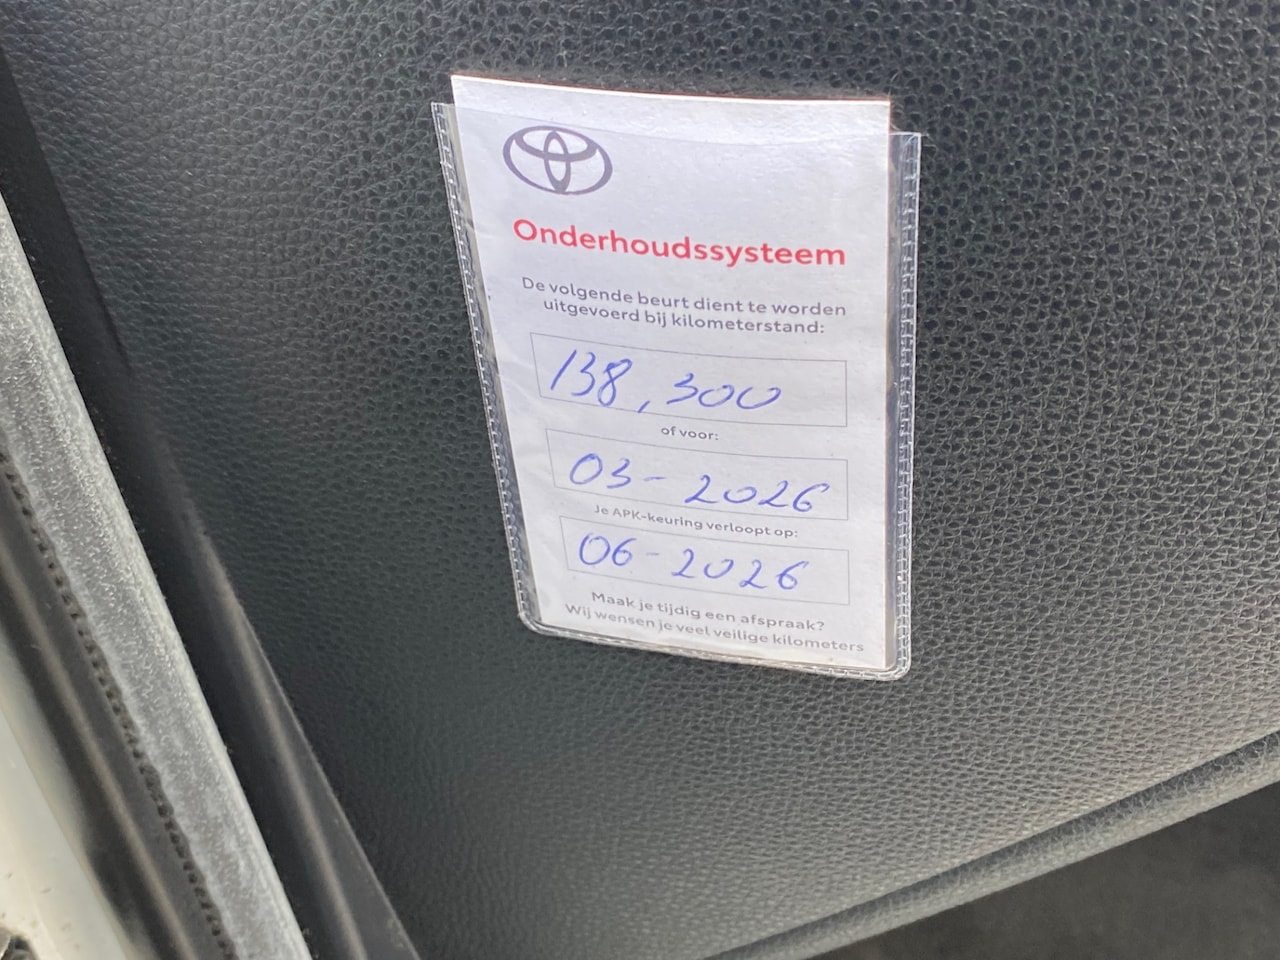 Onderhoudssysteem
De volgende beurt dient te worden
uitgevoerd bij kilometerstand:
138,300
of voor:
03-2026
Je APK-keuring verloopt op:
06-2026
Maak je tijdig een afspraak?
Wij wensen je veel veilige kilometers